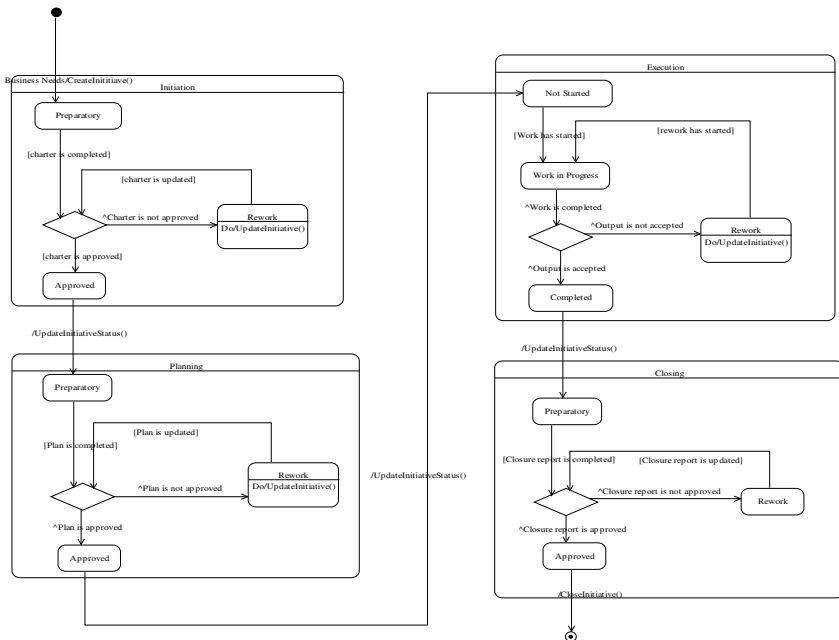 Business Needs/CreateInititiave()
Initiation
Preparatory
[charter is completed]
[charter is updated]
^Charter is not approved
Rework
Do/UpdateInitiative()
[charter is approved]
Approved
/UpdateInitiativeStatus()
Planning
Preparatory
[Plan is completed]
[Plan is updated]
^Plan is not approved
Rework
Do/UpdateInitiative()
^Plan is approved
Approved
/UpdateInitiativeStatus()
Execution
Not Started
[Work has started]
[rework has started]
Work in Progress
^Work is completed
^Output is not accepted
Rework
Do/UpdateInitiative()
^Output is accepted
Completed
/UpdateInitiativeStatus()
Closing
Preparatory
[Closure report is completed]
[Closure report is updated]
^Closure report is not approved
Rework
^Closure report is approved
Approved
/CloseInitiative()